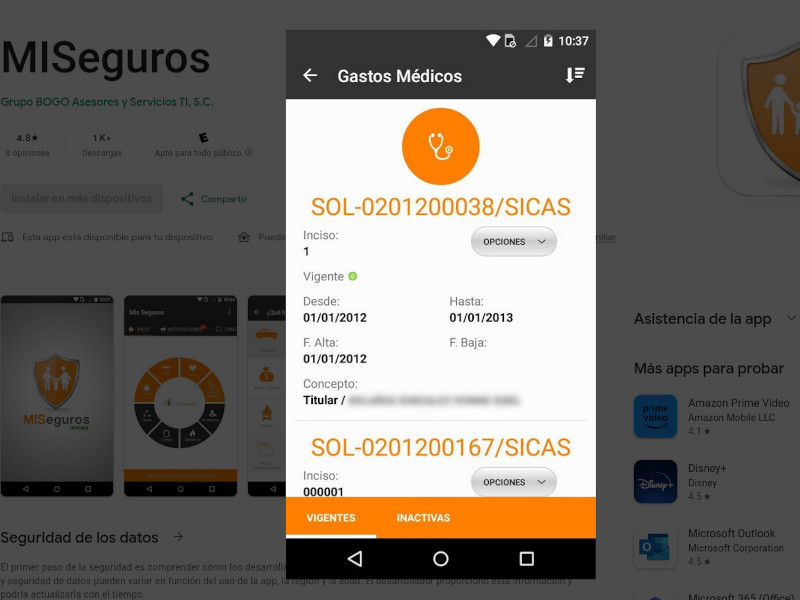 MISeguros
Grupo BOGO Asesores y Servicios TI, S.C.
4.8★
8 opiniones
1 K+
Descargas
E
Apto para todo público
Instalar en más dispositivos
Compartir
Esta app está disponible para tu dispositivo
Puede
miliar
10:37
Gastos Médicos
SOL-0201200038/SICAS
Inciso:
1
OPCIONES
Vigente
Desde:
Hasta:
01/01/2012
01/01/2013
F. Alta:
F. Baja:
01/01/2012
Concepto:
Titular /
SOL-0201200167/SICAS
Inciso:
000001
OPCIONES
VIGENTES
INACTIVAS
MISeguros
SICAS
Mis Seguros
INICIO
¿Qué h
Seguridad de los datos
El primer paso de la seguridad es comprender cómo los desarroll
y seguridad de datos pueden variar en función del uso de la app, la región y la edad. El desarrollador proporcionó esta información y
podría actualizarla con el tiempo.
Asistencia de la app
Más apps para probar
prime
video
Amazon Prime Video
Amazon Mobile LLC
4.1★
Disney+
Disney+
Disney
4.5★
Microsoft Outlook
Microsoft Corporation
4.5★
Microsoft 365 (Office)